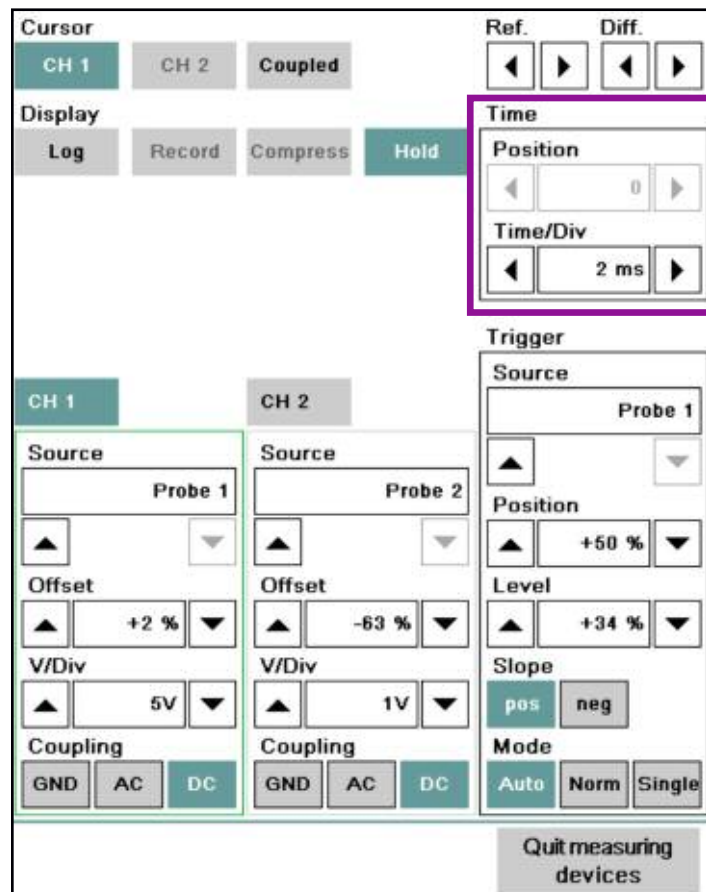 Cursor
CH 1 CH 2 Coupled
Ref. Diff.
Display
Log Record Compress Hold
Time
Position
0
Time/Div
2 ms
CH 1
Source
Probe 1
Offset
+2 %
V/Div
5V
Coupling
GND AC DC
CH 2
Source
Probe 2
Offset
-63 %
V/Div
1V
Coupling
GND AC DC
Trigger
Source
Probe 1
Position
+50 %
Level
+34 %
Slope
pos neg
Mode
Auto Norm Single
Quit measuring
devices